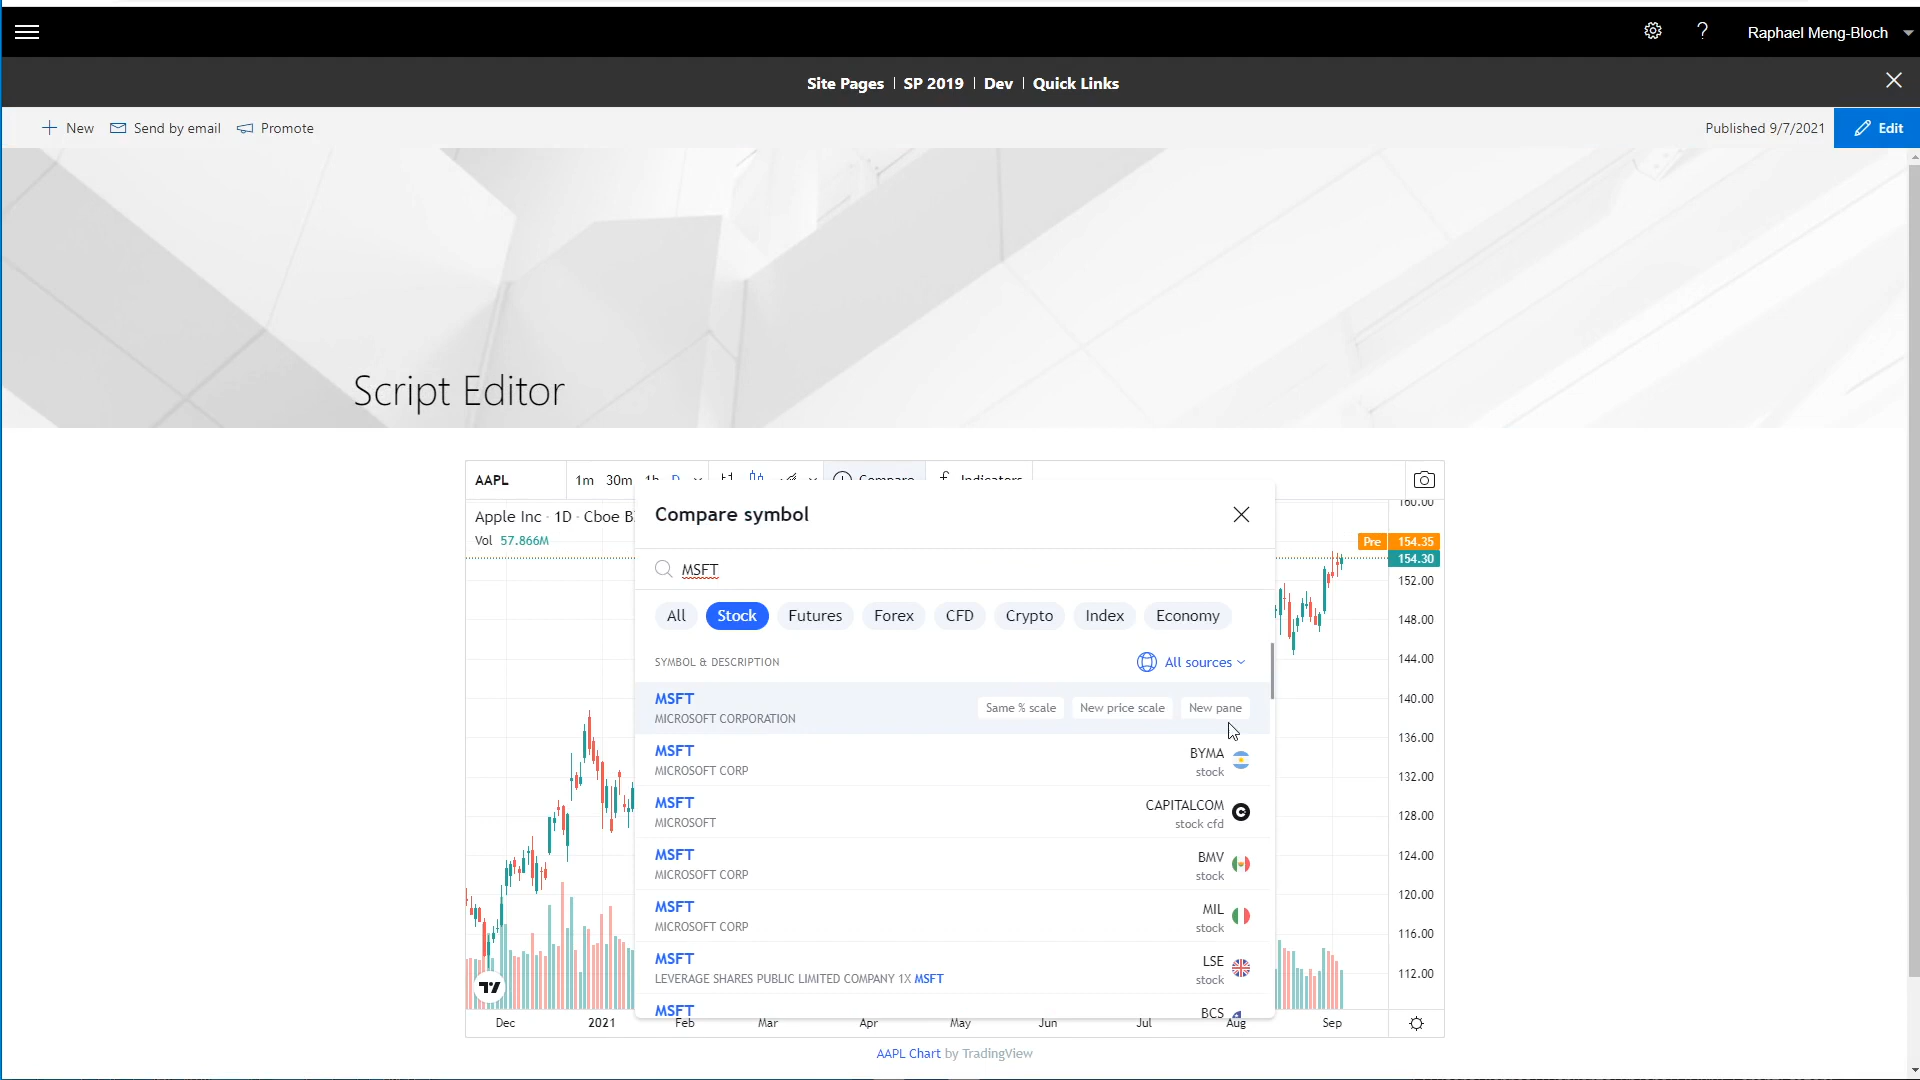 Raphael Meng-Bloch
Site Pages | SP 2019 | Dev | Quick Links
New Send by email Promote Published 9/7/2021 Edit
Script Editor
AAPL 1m 30m 1h D Compare Indicators
Apple Inc · 1D · Cboe B
Vol 57.866M
160.00
Pre 154.35
154.30
152.00
148.00
144.00
140.00
136.00
132.00
128.00
124.00
120.00
116.00
112.00
Compare symbol
MSFT
All Stock Futures Forex CFD Crypto Index Economy
SYMBOL & DESCRIPTION All sources
MSFT
MICROSOFT CORPORATION
Same % scale New price scale New pane
MSFT BYMA
MICROSOFT CORP stock
MSFT CAPITALCOM
MICROSOFT stock cfd
MSFT BMV
MICROSOFT CORP stock
MSFT MIL
MICROSOFT CORP stock
MSFT LSE
LEVERAGE SHARES PUBLIC LIMITED COMPANY 1X MSFT stock
MSFT BCS
Dec 2021 Feb Mar Apr May Jun Jul Aug Sep
AAPL Chart by TradingView